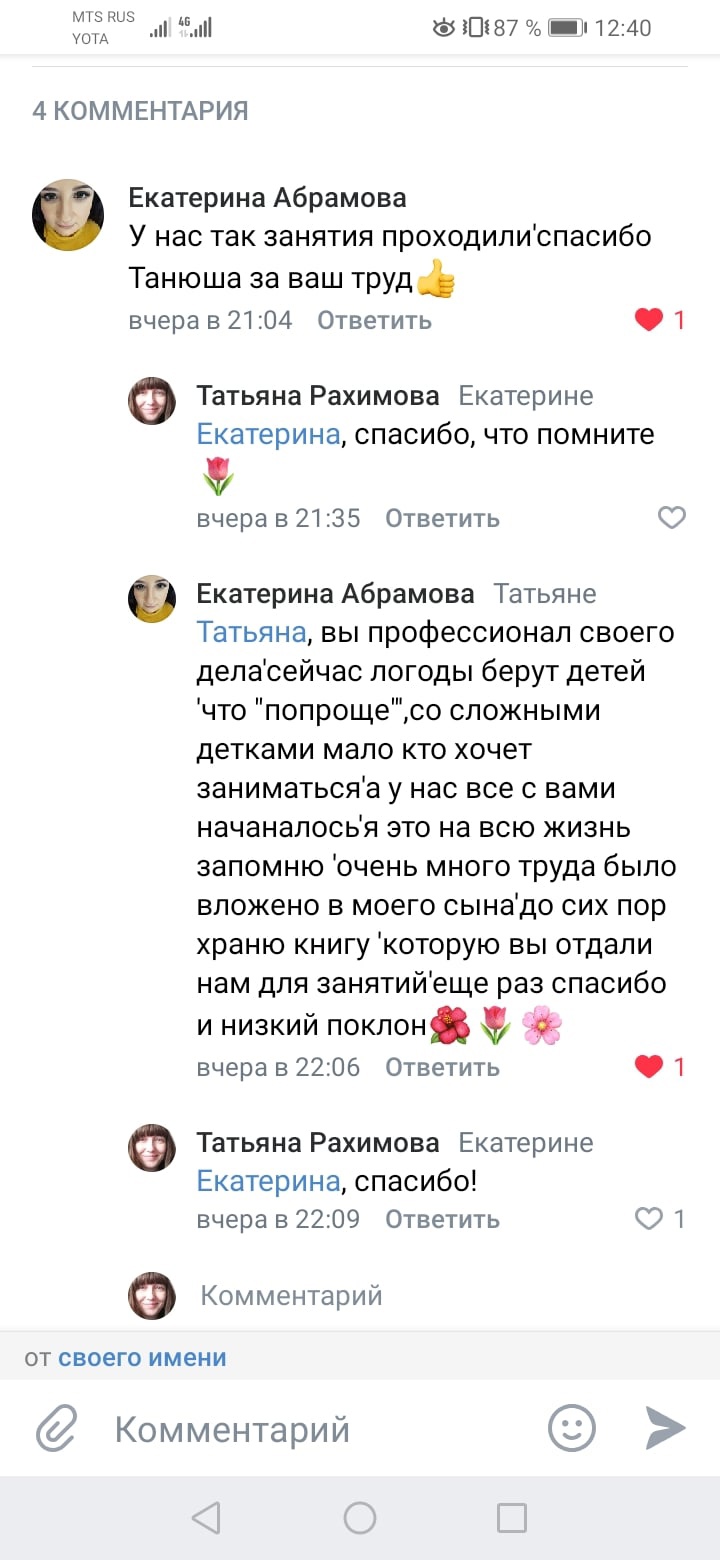 MTS RUS
YOTA
4G
87 %
12:40
4 КОММЕНТАРИЯ
Екатерина Абрамова
У нас так занятия проходили'спасибо
Танюша за ваш труд👍
вчера в 21:04 Ответить
1
Татьяна Рахимова Екатерине
Екатерина, спасибо, что помните
🌷
вчера в 21:35 Ответить
Екатерина Абрамова Татьяне
Татьяна, вы профессионал своего
дела'сейчас логоды берут детей
'что "попроще"',со сложными
детками мало кто хочет
заниматься'а у нас все с вами
начаналось'я это на всю жизнь
запомню 'очень много труда было
вложено в моего сына'до сих пор
храню книгу 'которую вы отдали
нам для занятий'еще раз спасибо
и низкий поклон🌺🌷🌸
вчера в 22:06 Ответить
1
Татьяна Рахимова Екатерине
Екатерина, спасибо!
вчера в 22:09 Ответить
1
Комментарий
от своего имени
Комментарий